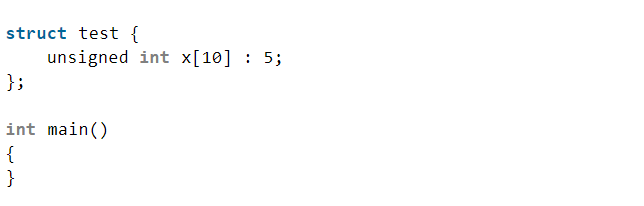 struct test {
    unsigned int x[10] : 5;
};
int main()
{
}